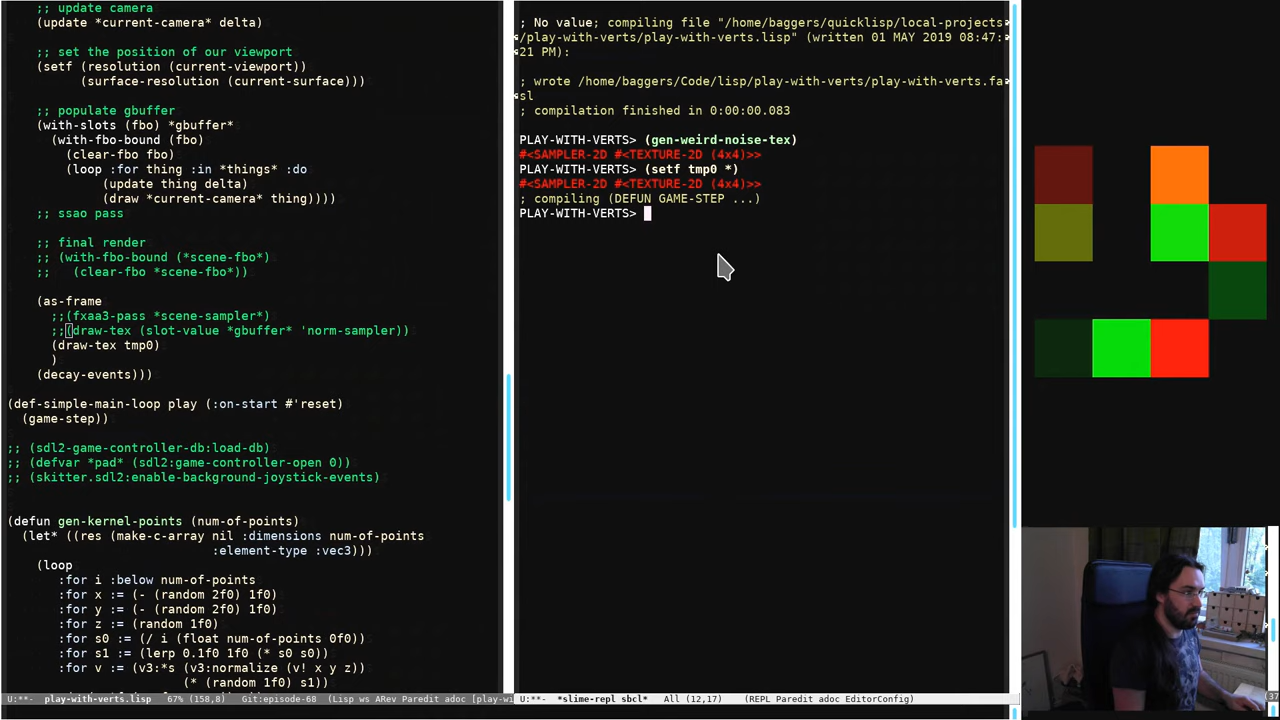 ;; update camera
(update *current-camera* delta)
;; set the position of our viewport
(setf (resolution (current-viewport))
(surface-resolution (current-surface)))
;; populate gbuffer
(with-slots (fbo) *gbuffer*
(with-fbo-bound (fbo)
(clear-fbo fbo)
(loop :for thing :in *things* :do
(update thing delta)
(draw *current-camera* thing))))
;; ssao pass
;; final render
;; (with-fbo-bound (*scene-fbo*)
;;   (clear-fbo *scene-fbo*))
(as-frame
;;(fxaa3-pass *scene-sampler*)
;;(draw-tex (slot-value *gbuffer* 'norm-sampler))
(draw-tex tmp0)
)
(decay-events)))
(def-simple-main-loop play (:on-start #'reset)
(game-step))
;; (sdl2-game-controller-db:load-db)
;; (defvar *pad* (sdl2:game-controller-open 0))
;; (skitter.sdl2:enable-background-joystick-events)
(defun gen-kernel-points (num-of-points)
(let* ((res (make-c-array nil :dimensions num-of-points
:element-type :vec3)))
(loop
:for i :below num-of-points
:for x := (- (random 2f0) 1f0)
:for y := (- (random 2f0) 1f0)
:for z := (random 1f0)
:for s0 := (/ i (float num-of-points 0f0))
:for s1 := (lerp 0.1f0 1f0 (* s0 s0))
:for v := (v3:*s (v3:normalize (v! x y z))
(* (random 1f0) s1))
U:**-  play-with-verts.lisp   67% (158,8)   Git:episode-68  (Lisp ws ARev Paredit adoc [play-wi
; No value; compiling file "/home/baggers/quicklisp/local-projects
/play-with-verts/play-with-verts.lisp" (written 01 MAY 2019 08:47:
21 PM):
; wrote /home/baggers/Code/lisp/play-with-verts/play-with-verts.fa
sl
; compilation finished in 0:00:00.083
PLAY-WITH-VERTS> (gen-weird-noise-tex)
#<SAMPLER-2D #<TEXTURE-2D (4x4)>>
PLAY-WITH-VERTS> (setf tmp0 *)
#<SAMPLER-2D #<TEXTURE-2D (4x4)>>
; compiling (DEFUN GAME-STEP ...)
PLAY-WITH-VERTS>
U:**-  *slime-repl sbcl*   All (12,17)    (REPL Paredit adoc EditorConfig)